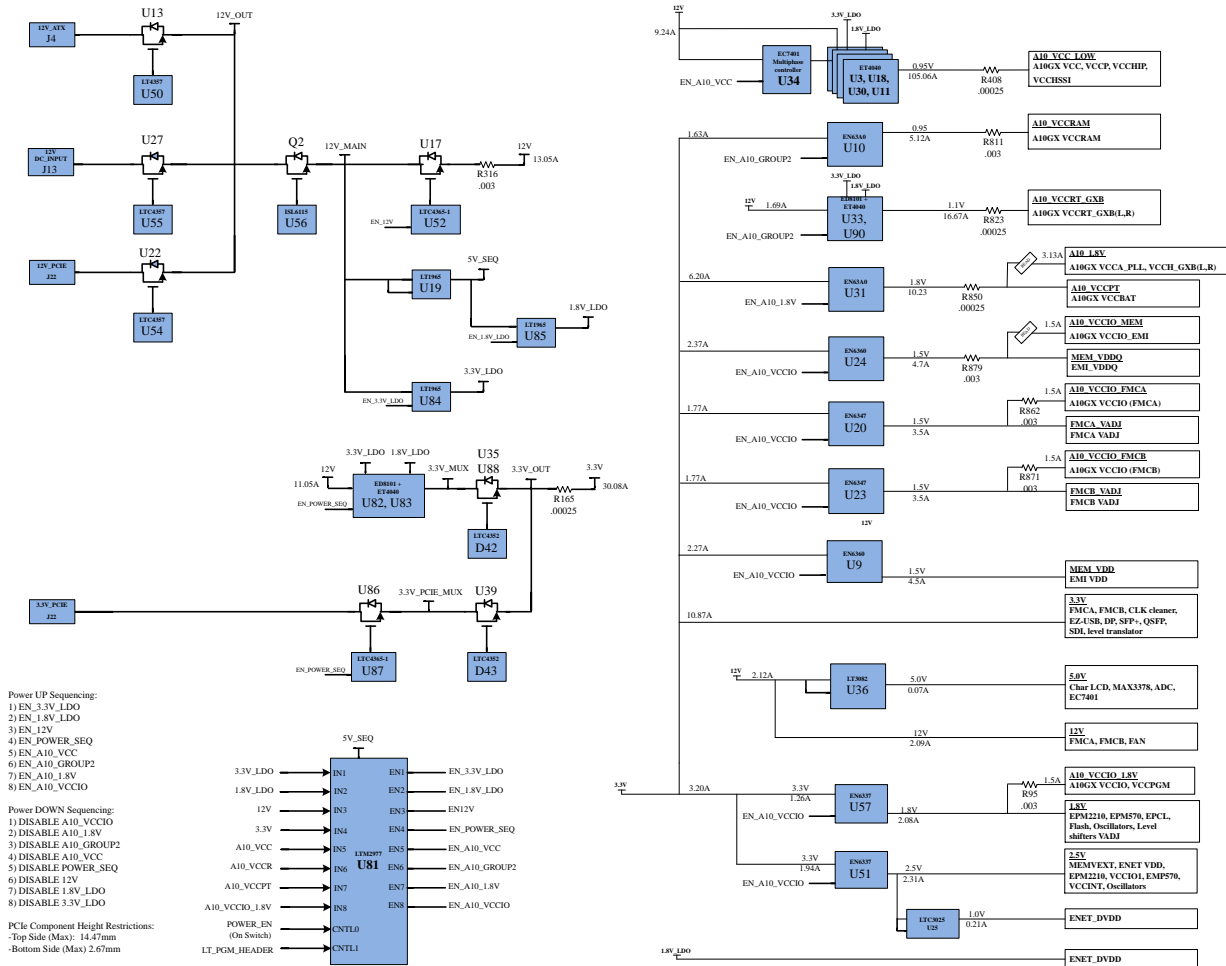 12V_ATX
J4
U13
12V_OUT
LT4357
U50
12V
DC_INPUT
J13
U27
LTC4357
U55
Q2
ISL6115
U56
12V_MAIN
U17
EN_12V
LTC4365-1
U52
R316
.003
12V
13.05A
12V_PCIE
J22
U22
LTC4357
U54
LT1965
U19
5V_SEQ
EN_1.8V_LDO
LT1965
U85
1.8V_LDO
EN_3.3V_LDO
LT1965
U84
3.3V_LDO
12V
11.05A
EN_POWER_SEQ
3.3V_LDO
1.8V_LDO
ED8101 +
ET4040
U82, U83
3.3V_MUX
U35
U88
LTC4352
D42
3.3V_OUT
R165
.00025
3.3V
30.08A
3.3V_PCIE
J22
U86
EN_POWER_SEQ
LTC4365-1
U87
3.3V_PCIE_MUX
U39
LTC4352
D43
Power UP Sequencing:
1) EN_3.3V_LDO
2) EN_1.8V_LDO
3) EN_12V
4) EN_POWER_SEQ
5) EN_A10_VCC
6) EN_A10_GROUP2
7) EN_A10_1.8V
8) EN_A10_VCCIO
Power DOWN Sequencing:
1) DISABLE A10_VCCIO
2) DISABLE A10_1.8V
3) DISABLE A10_GROUP2
4) DISABLE A10_VCC
5) DISABLE POWER_SEQ
6) DISABLE 12V
7) DISABLE 1.8V_LDO
8) DISABLE 3.3V_LDO
PCIe Component Height Restrictions:
-Top Side (Max): 14.47mm
-Bottom Side (Max) 2.67mm
5V_SEQ
LTM2977
U81
3.3V_LDO IN1 EN1 EN_3.3V_LDO
1.8V_LDO IN2 EN2 EN_1.8V_LDO
12V IN3 EN3 EN12V
3.3V IN4 EN4 EN_POWER_SEQ
A10_VCC IN5 EN5 EN_A10_VCC
A10_VCCR IN6 EN6 EN_A10_GROUP2
A10_VCCPT IN7 EN7 EN_A10_1.8V
A10_VCCIO_1.8V IN8 EN8 EN_A10_VCCIO
POWER_EN
(On Switch)
CNTL0
LT_PGM_HEADER CNTL1
12V
9.24A
EN_A10_VCC
EC7401
Multiphase
controller
U34
3.3V_LDO
1.8V_LDO
ET4040
U3, U18,
U30, U11
0.95V
105.06A
R408
.00025
A10_VCC_LOW
A10GX VCC, VCCP, VCCHIP,
VCCHSSI
1.63A
EN_A10_GROUP2
EN63A0
U10
0.95
5.12A
R811
.003
A10_VCCRAM
A10GX VCCRAM
12V
1.69A
EN_A10_GROUP2
3.3V_LDO
1.8V_LDO
ED8101 +
ET4040
U33,
U90
1.1V
16.67A
R823
.00025
A10_VCCRT_GXB
A10GX VCCRT_GXB(L,R)
6.20A
EN_A10_1.8V
EN63A0
U31
1.8V
10.23
R850
.00025
3.13A
A10_1.8V
A10GX VCCA_PLL, VCCH_GXB(L,R)
A10_VCCPT
A10GX VCCBAT
2.37A
EN_A10_VCCIO
EN6360
U24
1.5V
4.7A
R879
.003
1.5A
A10_VCCIO_MEM
A10GX VCCIO_EMI
MEM_VDDQ
EMI_VDDQ
1.77A
EN_A10_VCCIO
EN6347
U20
1.5V
3.5A
R862
.003
1.5A
A10_VCCIO_FMCA
A10GX VCCIO (FMCA)
FMCA_VADJ
FMCA VADJ
1.77A
EN_A10_VCCIO
EN6347
U23
12V
1.5V
3.5A
R871
.003
1.5A
A10_VCCIO_FMCB
A10GX VCCIO (FMCB)
FMCB_VADJ
FMCB VADJ
2.27A
EN_A10_VCCIO
EN6360
U9
1.5V
4.5A
MEM_VDD
EMI VDD
10.87A
3.3V
FMCA, FMCB, CLK cleaner,
EZ-USB, DP, SFP+, QSFP,
SDI, level translator
12V
2.12A
LT3082
U36
5.0V
0.07A
5.0V
Char LCD, MAX3378, ADC,
EC7401
12V
2.09A
12V
FMCA, FMCB, FAN
3.3V
3.20A
3.3V
1.26A
EN_A10_VCCIO
EN6337
U57
1.8V
2.08A
R95
.003
1.5A
A10_VCCIO_1.8V
A10GX VCCIO, VCCPGM
1.8V
EPM2210, EPM570, EPCL,
Flash, Oscillators, Level
shifters VADJ
3.3V
1.94A
EN_A10_VCCIO
EN6337
U51
2.5V
2.31A
2.5V
MEMVEXT, ENET VDD,
EPM2210, VCCIO1, EMP570,
VCCINT, Oscillators
LTC3025
U25
1.0V
0.21A
ENET_DVDD
1.8V_LDO
ENET_DVDD